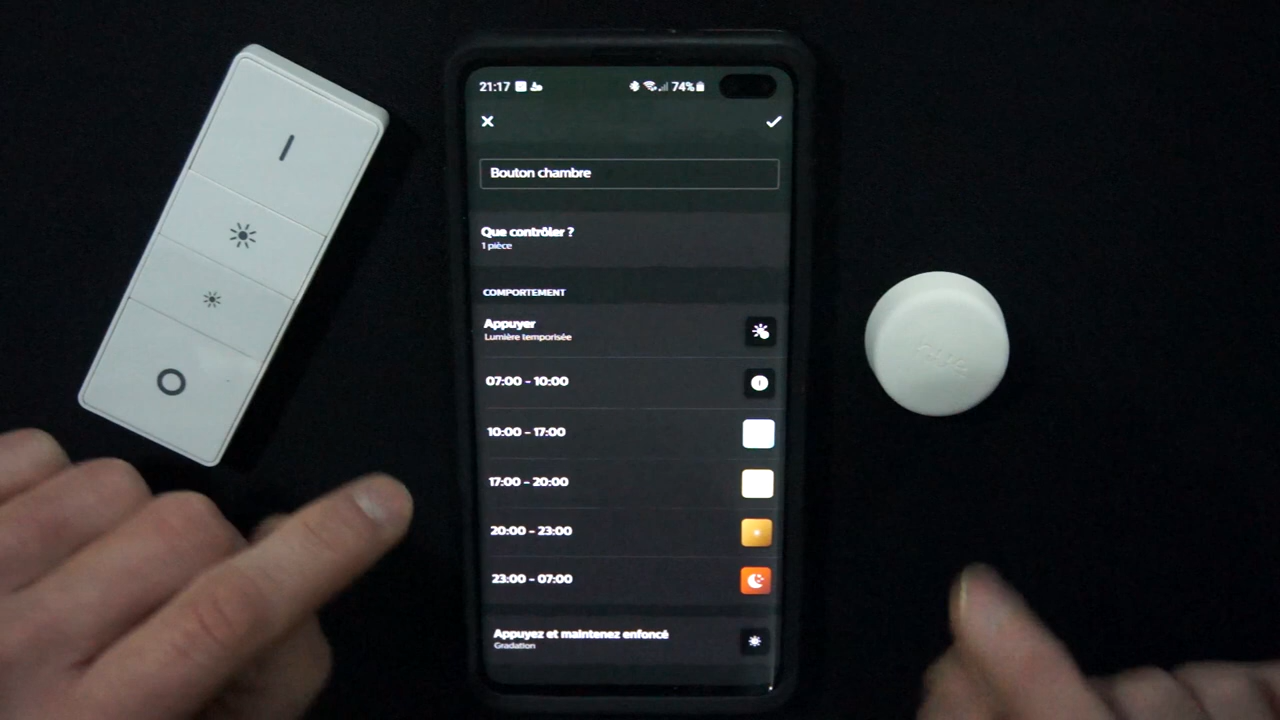 21:17 74%
Bouton chambre
Que contrôler ?
1 pièce
COMPORTEMENT
Appuyer
Lumière temporisée
07:00 – 10:00
10:00 – 17:00
17:00 – 20:00
20:00 – 23:00
23:00 – 07:00
Appuyez et maintenez enfoncé
Gradation